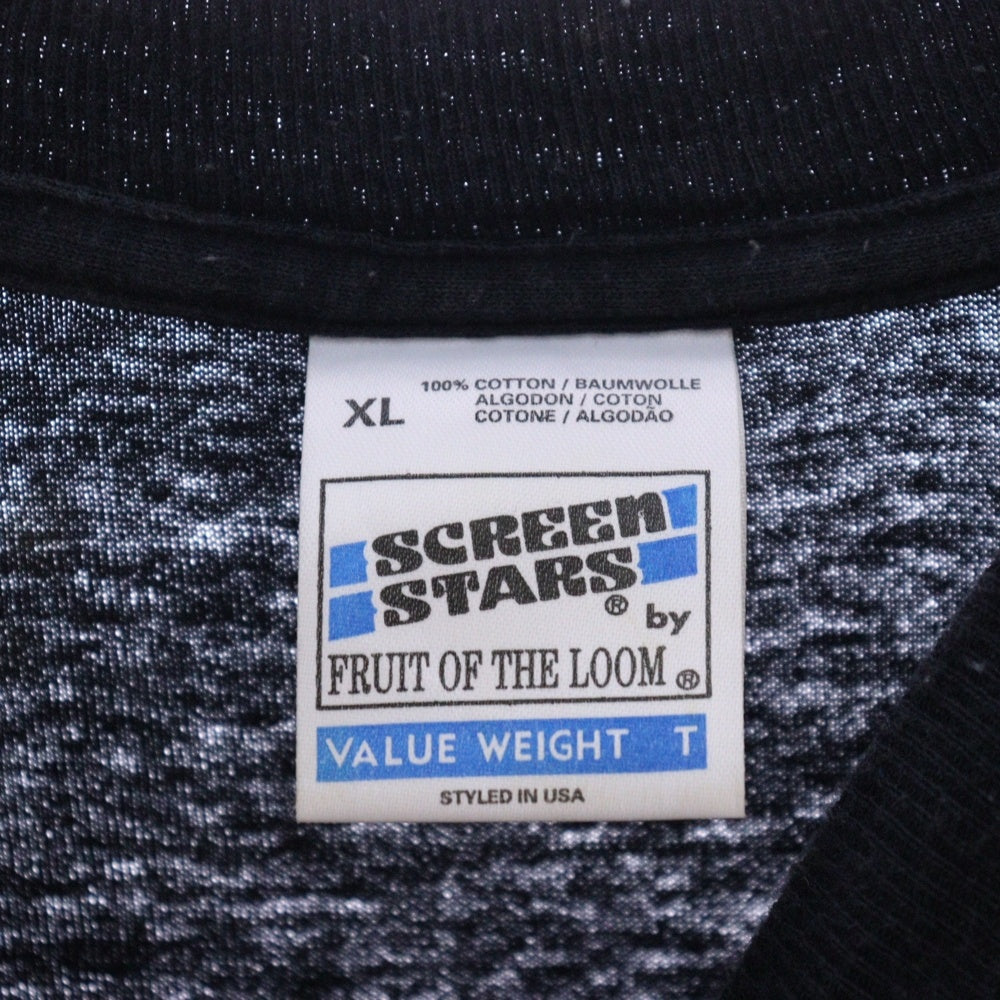 XL
100% COTTON / BAUMWOLLE
ALGODON / COTON
COTONE / ALGODÃO
SCREEN
STARS ®
by
FRUIT OF THE LOOM ®
VALUE WEIGHT T
STYLED IN USA